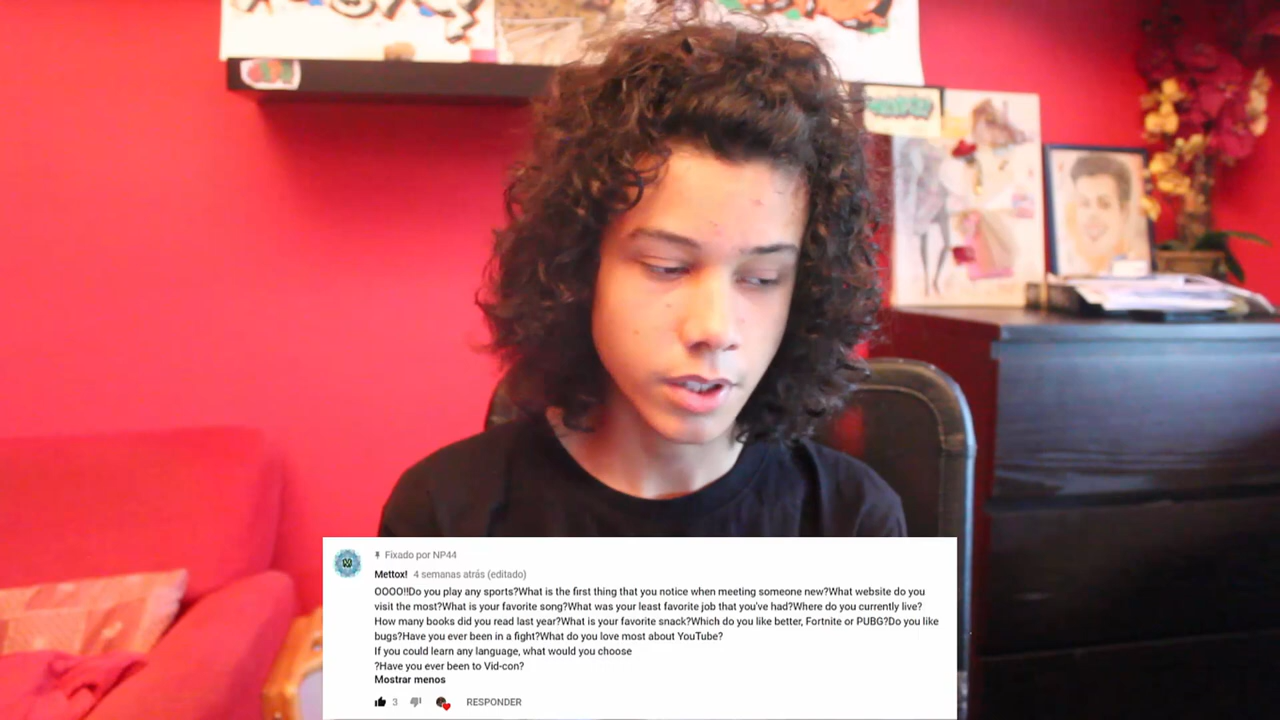 Fixado por NP44
Mettox! 4 semanas atrás (editado)
OOOO!!Do you play any sports?What is the first thing that you notice when meeting someone new?What website do you
visit the most?What is your favorite song?What was your least favorite job that you've had?Where do you currently live?
How many books did you read last year?What is your favorite snack?Which do you like better, Fortnite or PUBG?Do you like
bugs?Have you ever been in a fight?What do you love most about YouTube?
If you could learn any language, what would you choose
?Have you ever been to Vid-con?
Mostrar menos
3 RESPONDER